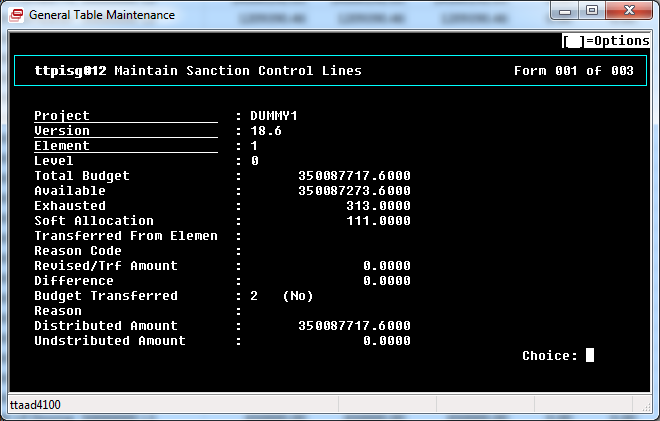 General Table Maintenance
[ ]=Options
ttpisg012 Maintain Sanction Control Lines Form 001 of 003
Project : DUMMY1
Version : 18.6
Element : 1
Level : 0
Total Budget : 350087717.6000
Available : 350087273.6000
Exhausted : 313.0000
Soft Allocation : 111.0000
Transferred From Elemen :
Reason Code :
Revised/Trf Amount : 0.0000
Difference : 0.0000
Budget Transferred : 2 (No)
Reason :
Distributed Amount : 350087717.6000
Undstributed Amount : 0.0000
Choice:
ttaad4100